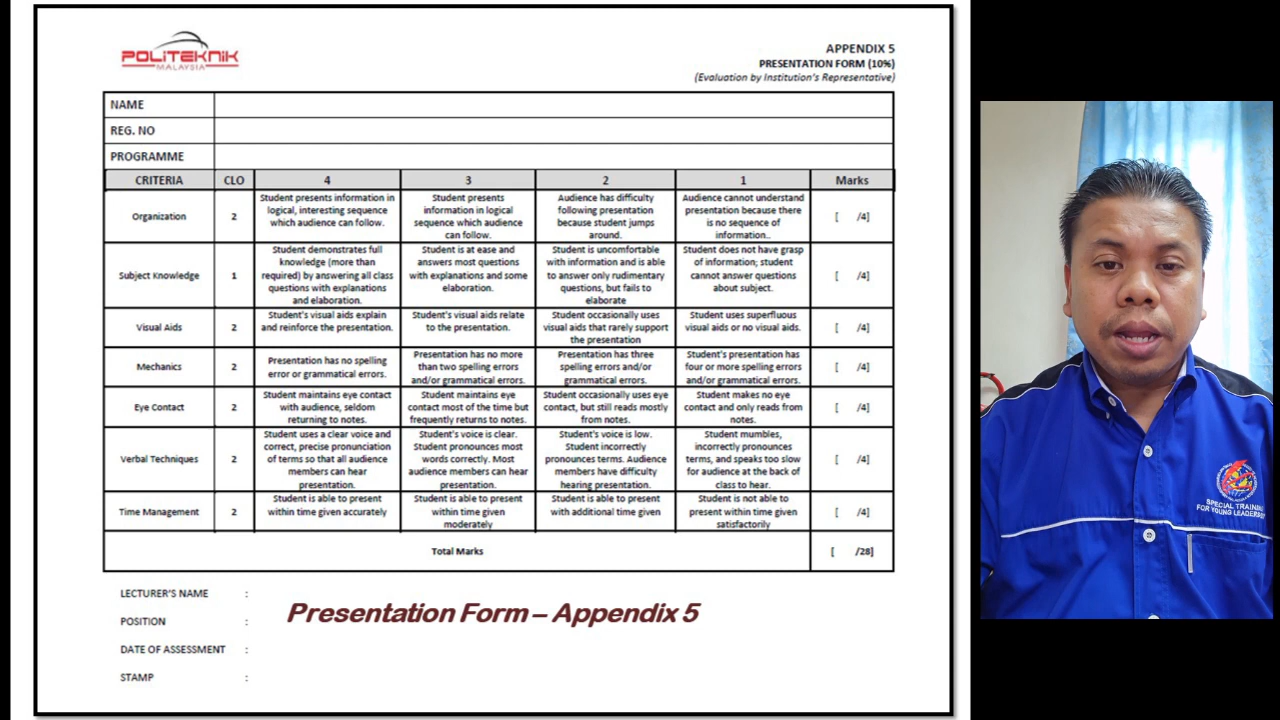 POLITEKNIK
MALAYSIA
APPENDIX 5
PRESENTATION FORM (10%)
(Evaluation by Institution's Representative)
NAME
REG. NO
PROGRAMME
CRITERIA CLO 4 3 2 1 Marks
Organization
2
Student presents information in
logical, interesting sequence
which audience can follow.
Student presents
information in logical
sequence which audience
can follow.
Audience has difficulty
following presentation
because student jumps
around.
Audience cannot understand
presentation because there
is no sequence of
information..
[ /4]
Subject Knowledge
1
Student demonstrates full
knowledge (more than
required) by answering all class
questions with explanations
and elaboration.
Student is at ease and
answers most questions
with explanations and some
elaboration.
Student is uncomfortable
with information and is able
to answer only rudimentary
questions, but fails to
elaborate
Student does not have grasp
of information; student
cannot answer questions
about subject.
[ /4]
Visual Aids
2
Student's visual aids explain
and reinforce the presentation.
Student's visual aids relate
to the presentation.
Student occasionally uses
visual aids that rarely support
the presentation
Student uses superfluous
visual aids or no visual aids.
[ /4]
Mechanics
2
Presentation has no spelling
error or grammatical errors.
Presentation has no more
than two spelling errors
and/or grammatical errors.
Presentation has three
spelling errors and/or
grammatical errors.
Student's presentation has
four or more spelling errors
and/or grammatical errors.
[ /4]
Eye Contact
2
Student maintains eye contact
with audience, seldom
returning to notes.
Student maintains eye
contact most of the time but
frequently returns to notes.
Student occasionally uses eye
contact, but still reads mostly
from notes.
Student makes no eye
contact and only reads from
notes.
[ /4]
Verbal Techniques
2
Student uses a clear voice and
correct, precise pronunciation
of terms so that all audience
members can hear
presentation.
Student's voice is clear.
Student pronounces most
words correctly. Most
audience members can hear
presentation.
Student's voice is low.
Student incorrectly
pronounces terms. Audience
members have difficulty
hearing presentation.
Student mumbles,
incorrectly pronounces
terms, and speaks too slow
for audience at the back of
class to hear.
[ /4]
Time Management
2
Student is able to present
within time given accurately
Student is able to present
within time given
moderately
Student is able to present
with additional time given
Student is not able to
present within time given
satisfactorily
[ /4]
Total Marks [ /28]
LECTURER'S NAME :
POSITION :
DATE OF ASSESSMENT :
STAMP :
Presentation Form – Appendix 5
SPECIAL TRAINING
FOR YOUNG LEADERS